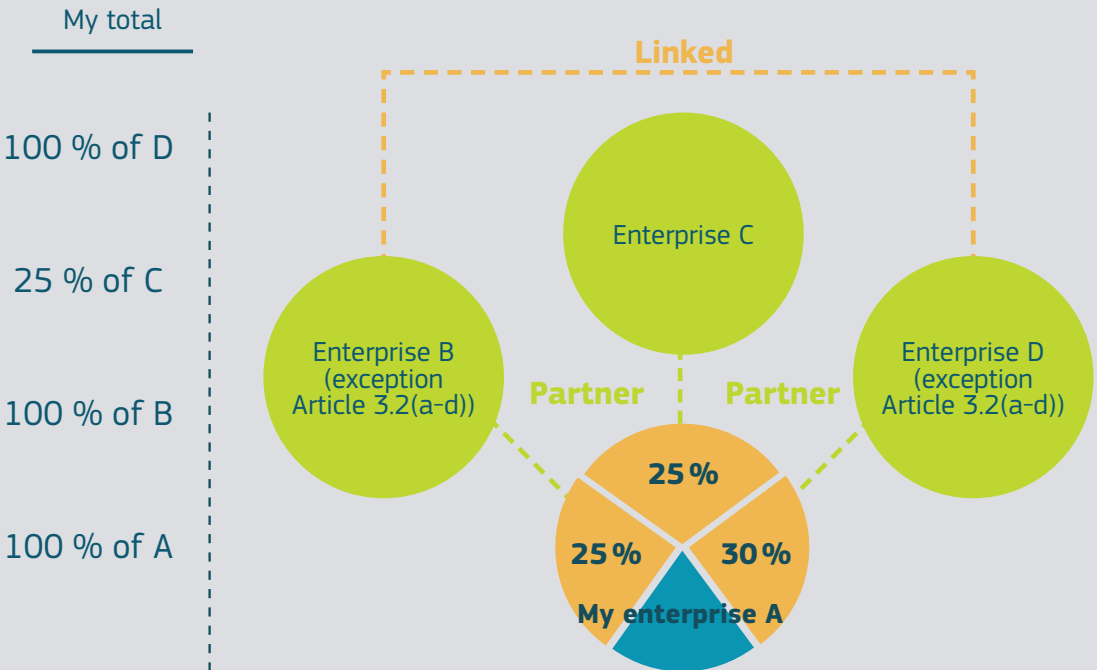 My total
100 % of D
25 % of C
100 % of B
100 % of A
Linked
Enterprise C
Enterprise B
(exception
Article 3.2(a-d))
Enterprise D
(exception
Article 3.2(a-d))
Partner
Partner
25 %
25 %
30 %
My enterprise A